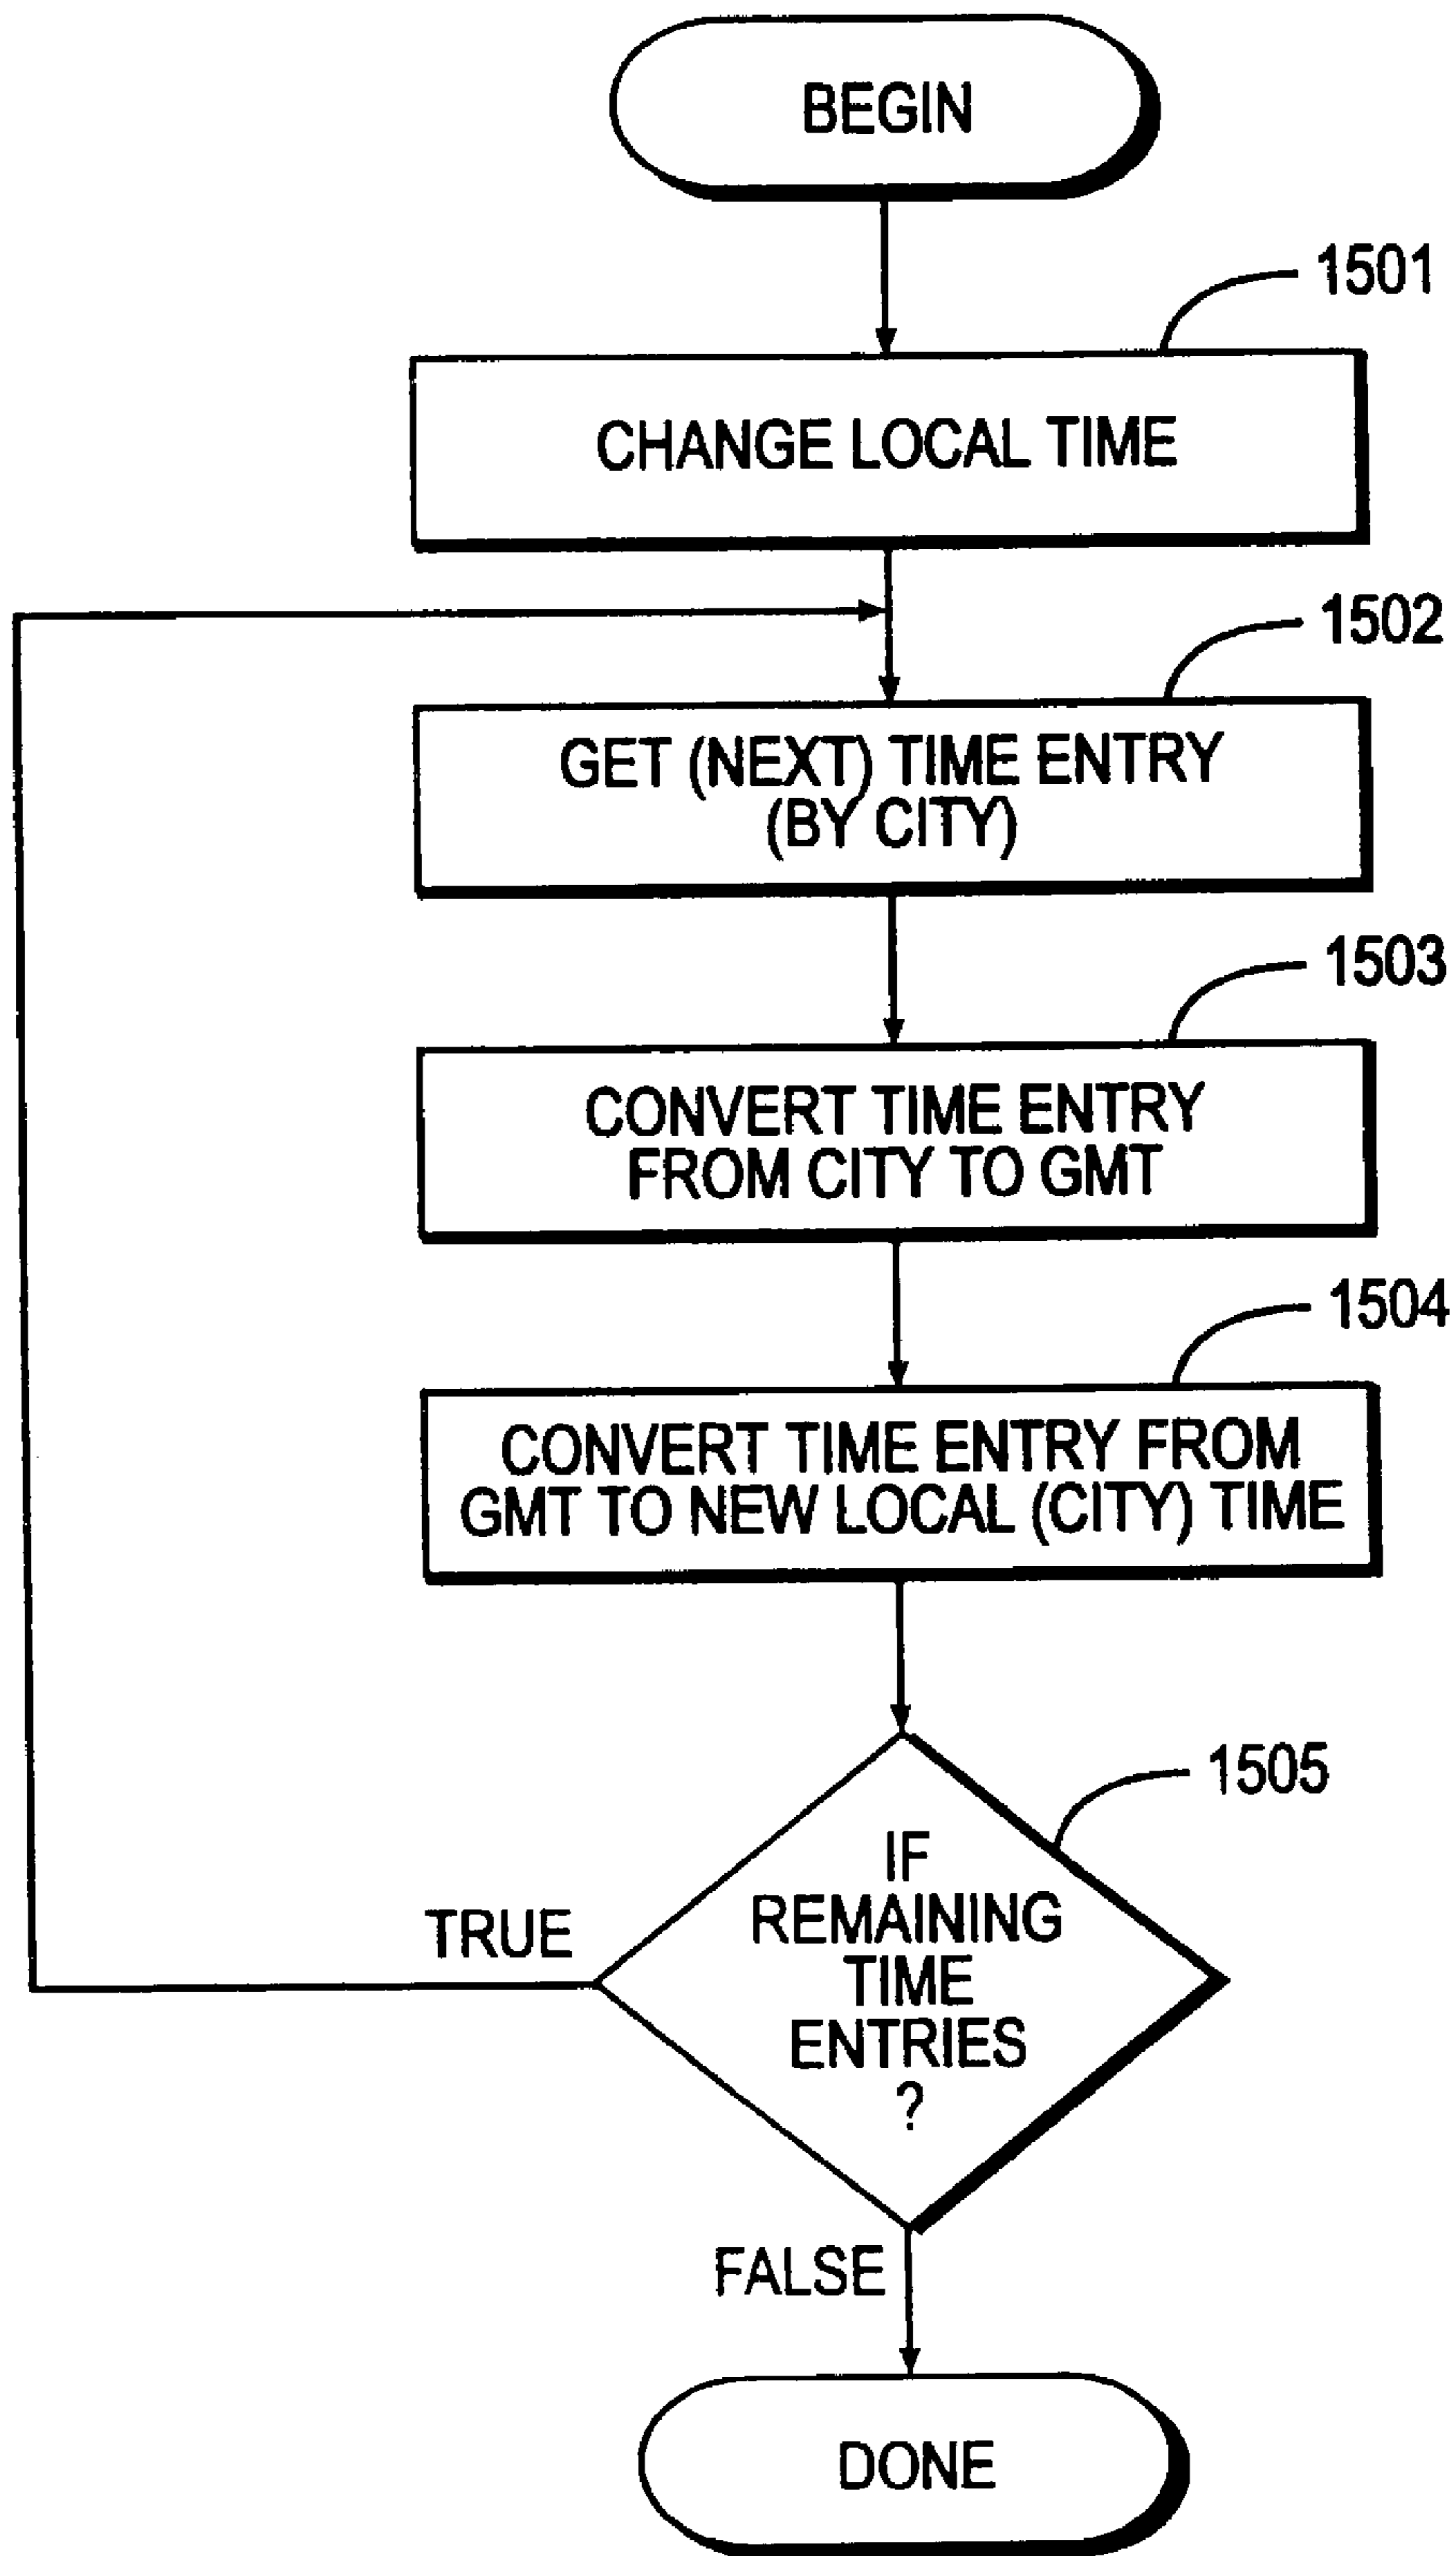 BEGIN
1501
CHANGE LOCAL TIME
1502
GET (NEXT) TIME ENTRY
(BY CITY)
1503
CONVERT TIME ENTRY
FROM CITY TO GMT
1504
CONVERT TIME ENTRY FROM
GMT TO NEW LOCAL (CITY) TIME
1505
IF
REMAINING
TIME
ENTRIES
?
TRUE
FALSE
DONE